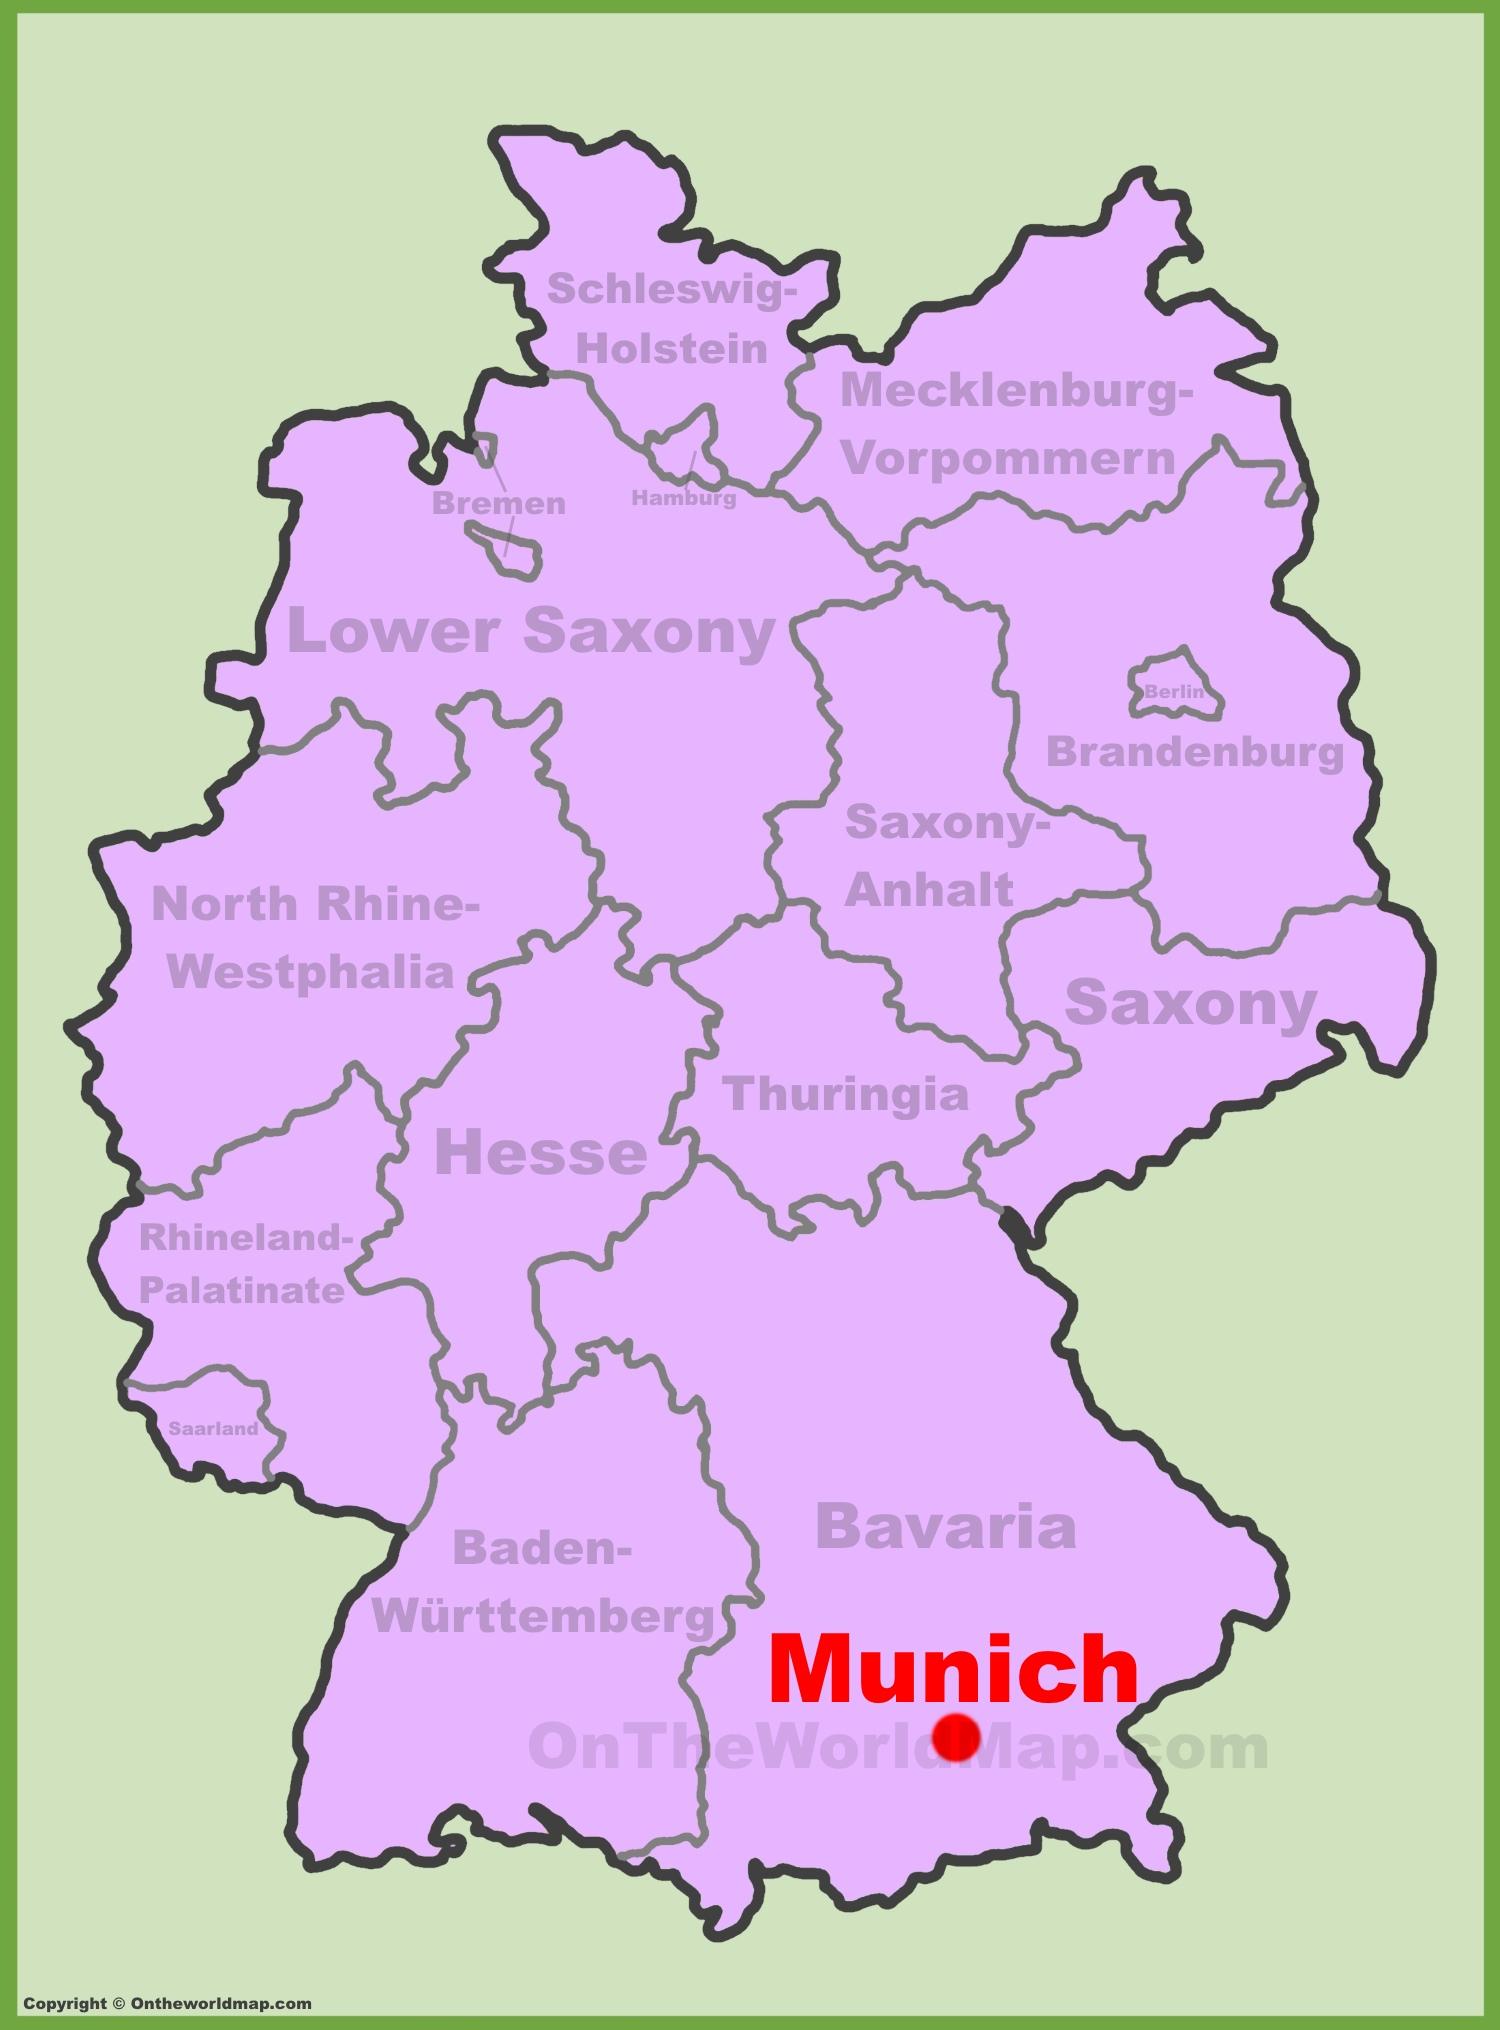 Schleswig-
Holstein
Mecklenburg-
Vorpommern
Hamburg
Bremen
Lower Saxony
Berlin
Brandenburg
Saxony-
Anhalt
North Rhine-
Westphalia
Saxony
Thuringia
Hesse
Rhineland-
Palatinate
Saarland
Bavaria
Baden-
Württemberg
Munich
OnTheWorldMap.com
Copyright © Ontheworldmap.com